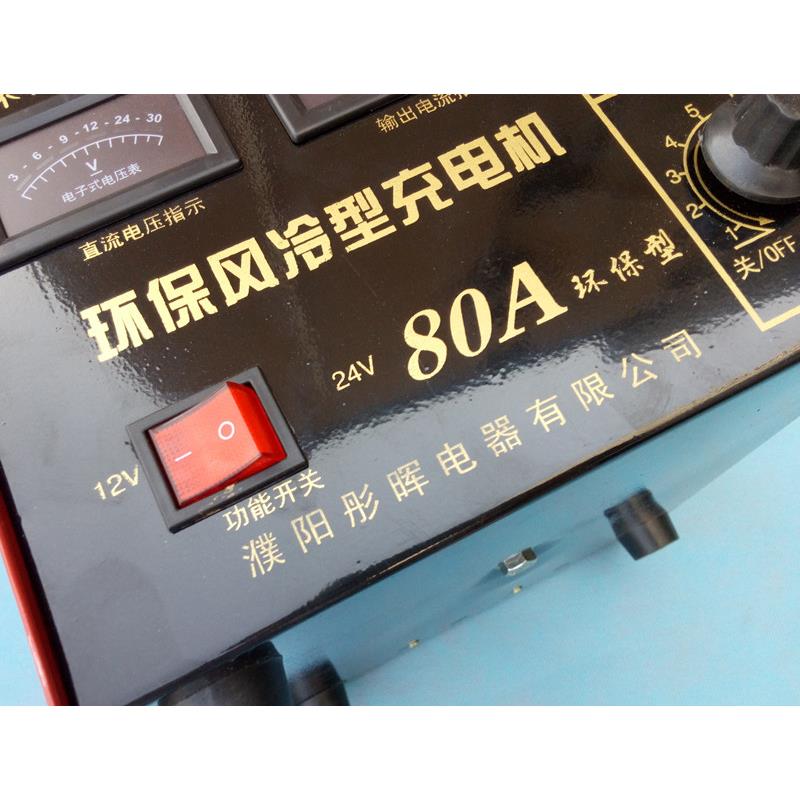 3-6-9-12-24-30
V
电子式电压表
直流电压指示
输出电流指
环保风冷型充电机
24V
80A
环保型
12V
功能开关
濮阳彤晖电器有限公司
5
4
3
2
1
关/OFF